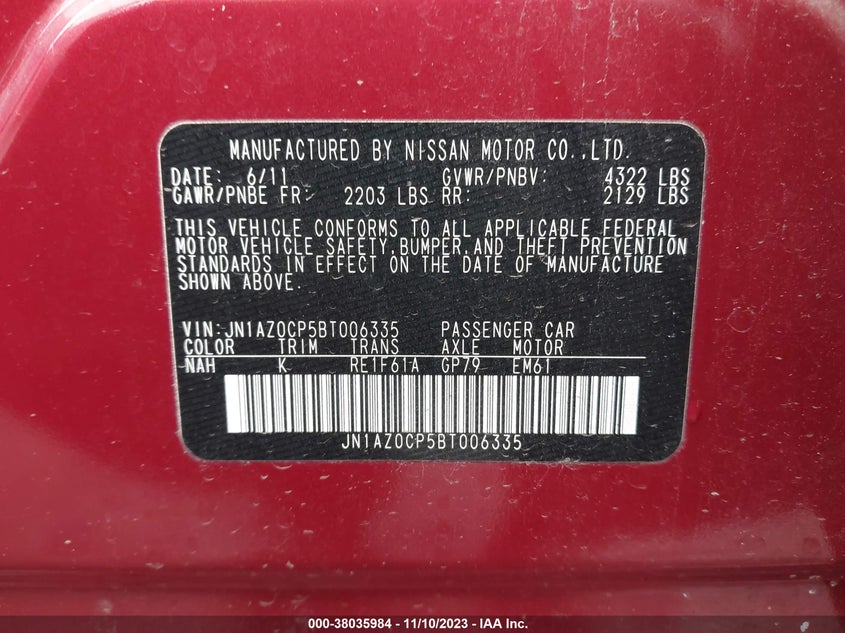 MANUFACTURED BY NISSAN MOTOR CO.,LTD.
DATE: 6/11 GVWR/PNBV: 4322 LBS
GAWR/PNBE FR: 2203 LBS RR: 2129 LBS
THIS VEHICLE CONFORMS TO ALL APPLICABLE FEDERAL
MOTOR VEHICLE SAFETY,BUMPER,AND THEFT PREVENTION
STANDARDS IN EFFECT ON THE DATE OF MANUFACTURE
SHOWN ABOVE.
VIN:JN1AZ0CP5BT006335 PASSENGER CAR
COLOR TRIM TRANS AXLE MOTOR
NAH K RE1F61A GP79 EM61
JN1AZ0CP5BT006335
000-38035984 - 11/10/2023 - IAA Inc.